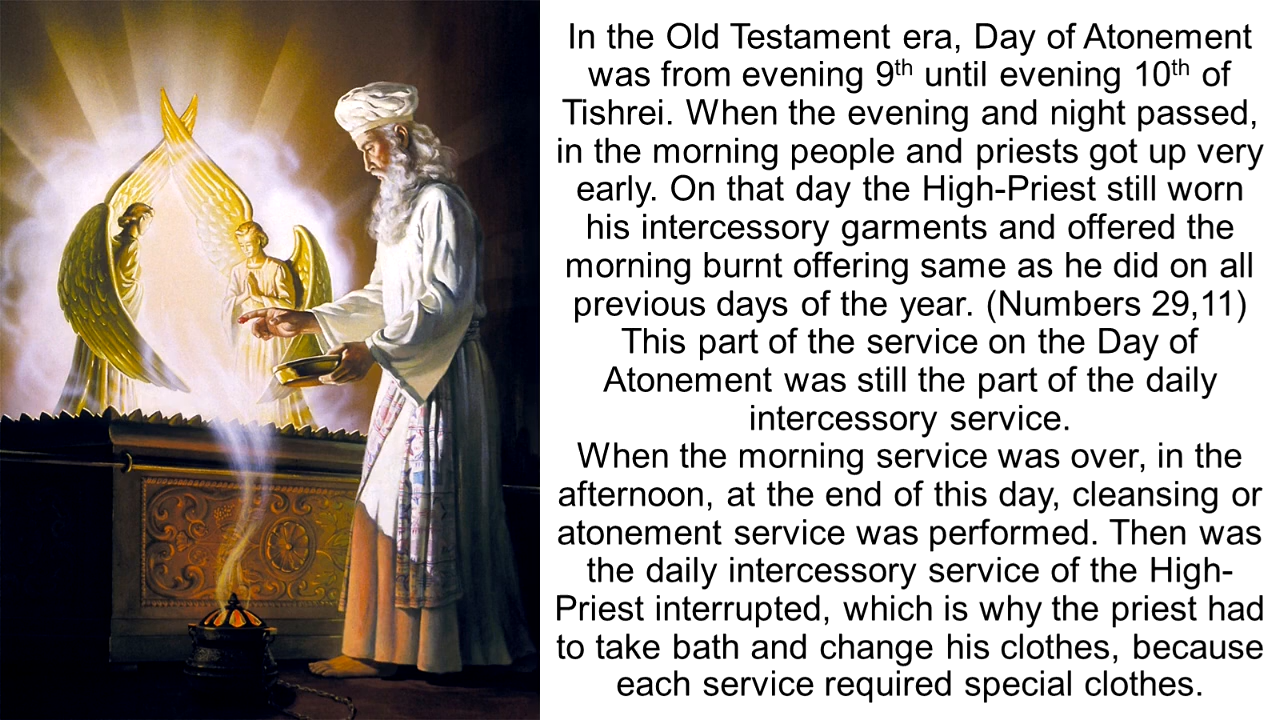 In the Old Testament era, Day of Atonement
was from evening 9th until evening 10th of
Tishrei. When the evening and night passed,
in the morning people and priests got up very
early. On that day the High-Priest still worn
his intercessory garments and offered the
morning burnt offering same as he did on all
previous days of the year. (Numbers 29,11)
This part of the service on the Day of
Atonement was still the part of the daily
intercessory service.
When the morning service was over, in the
afternoon, at the end of this day, cleansing or
atonement service was performed. Then was
the daily intercessory service of the High-
Priest interrupted, which is why the priest had
to take bath and change his clothes, because
each service required special clothes.